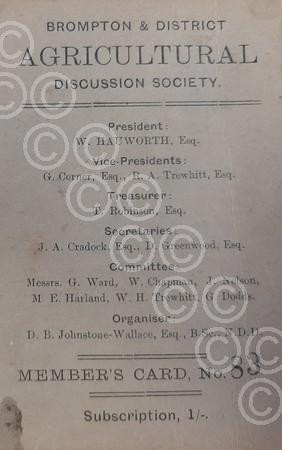 BROMPTON & DISTRICT
AGRICULTURAL
DISCUSSION SOCIETY.
President:
W. HAUWORTH, Esq.
Vice-Presidents:
G. Corner, Esq., R. A. Trewhitt, Esq.
Treasurer:
T. Robinson, Esq.
Secretaries:
J. A. Cradock, Esq., D. Greenwood, Esq.
Committee:
Messrs. G. Ward, W. Chapman, J. Nelson,
M E. Harland, W. H. Trewhitt, G. Dodds.
Organiser:
D. B. Johnstone-Wallace, Esq., B.Sc., N.D.D.
MEMBER'S CARD, No. 83
Subscription, 1/-.